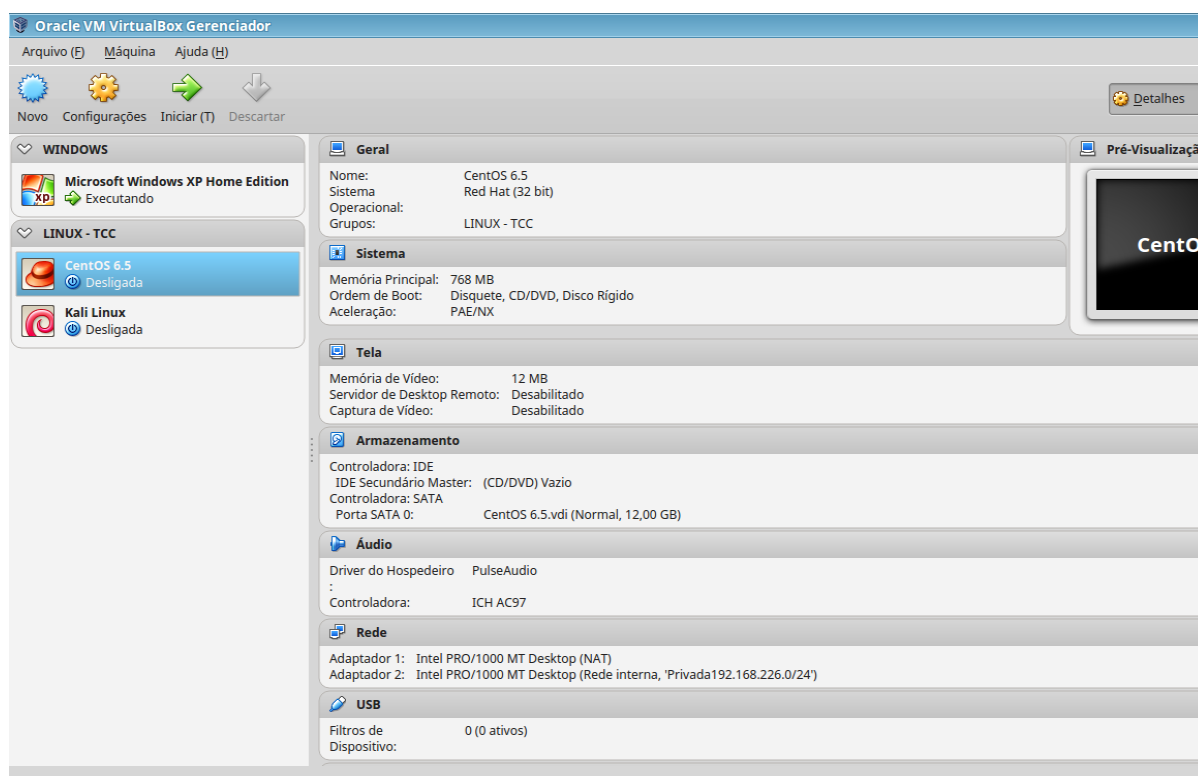 Oracle VM VirtualBox Gerenciador
Arquivo (F) Máquina Ajuda (H)
Novo Configurações Iniciar (T) Descartar
Detalhes
WINDOWS
Microsoft Windows XP Home Edition
Executando
LINUX - TCC
CentOS 6.5
Desligada
Kali Linux
Desligada
Geral
Nome: CentOS 6.5
Sistema Red Hat (32 bit)
Operacional:
Grupos: LINUX - TCC
Pré-Visualizaçã
CentO
Sistema
Memória Principal: 768 MB
Ordem de Boot: Disquete, CD/DVD, Disco Rígido
Aceleração: PAE/NX
Tela
Memória de Vídeo: 12 MB
Servidor de Desktop Remoto: Desabilitado
Captura de Vídeo: Desabilitado
Armazenamento
Controladora: IDE
IDE Secundário Master: (CD/DVD) Vazio
Controladora: SATA
Porta SATA 0: CentOS 6.5.vdi (Normal, 12,00 GB)
Áudio
Driver do Hospedeiro PulseAudio
:
Controladora: ICH AC97
Rede
Adaptador 1: Intel PRO/1000 MT Desktop (NAT)
Adaptador 2: Intel PRO/1000 MT Desktop (Rede interna, 'Privada192.168.226.0/24')
USB
Filtros de 0 (0 ativos)
Dispositivo: